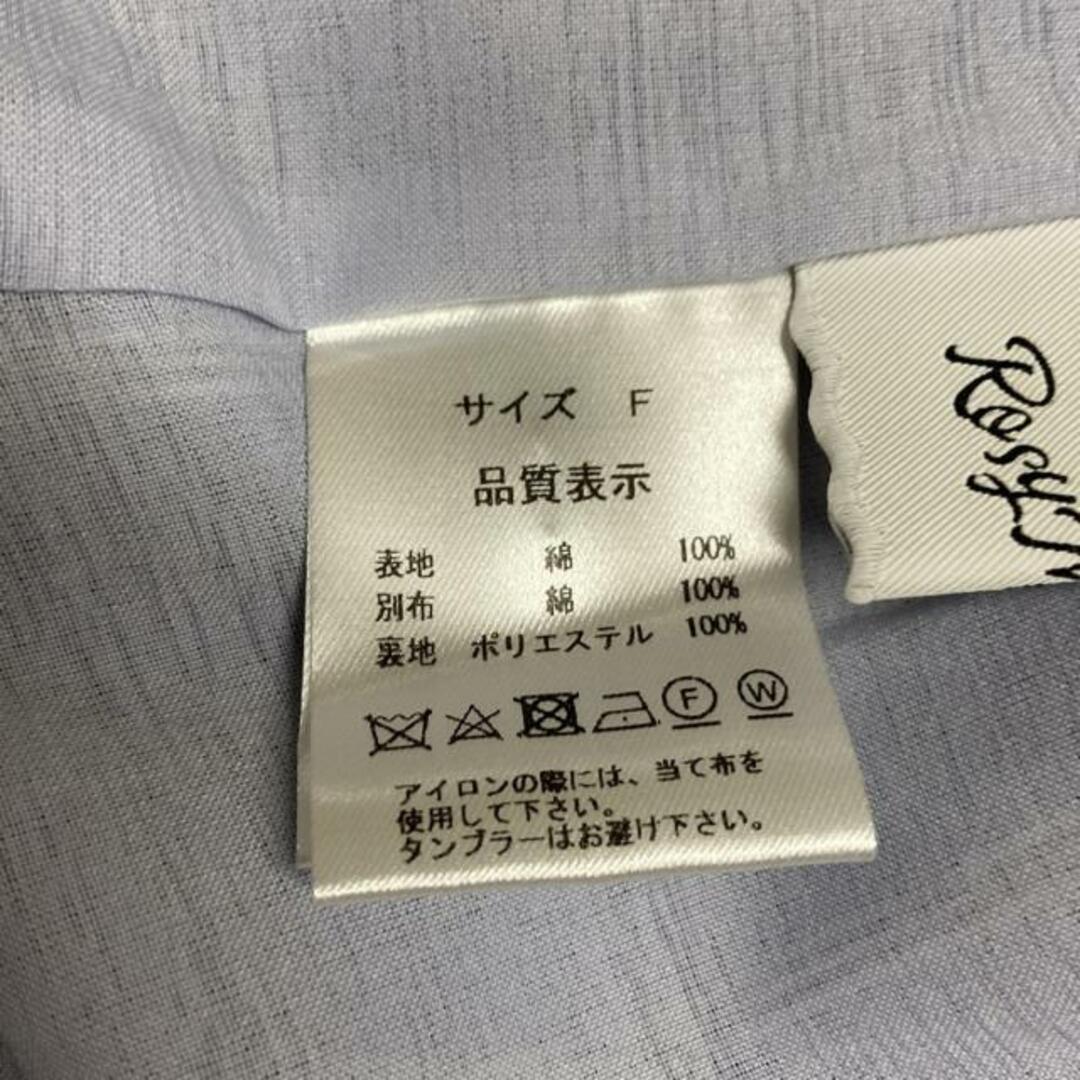 サイズ F
品質表示
表地 綿 100%
別布 綿 100%
裏地 ポリエステル 100%
F W
アイロンの際には、当て布を
使用して下さい。
タンブラーはお避け下さい。
Rosy